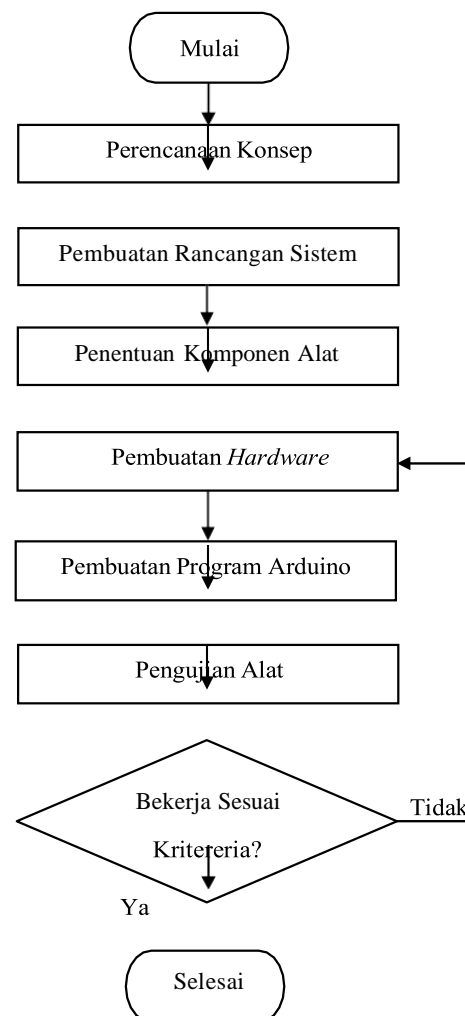 Mulai
Perencanaan Konsep
Pembuatan Rancangan Sistem
Penentuan Komponen Alat
Pembuatan Hardware
Pembuatan Program Arduino
Pengujian Alat
Bekerja Sesuai
Kritereria?
Tidak
Ya
Selesai